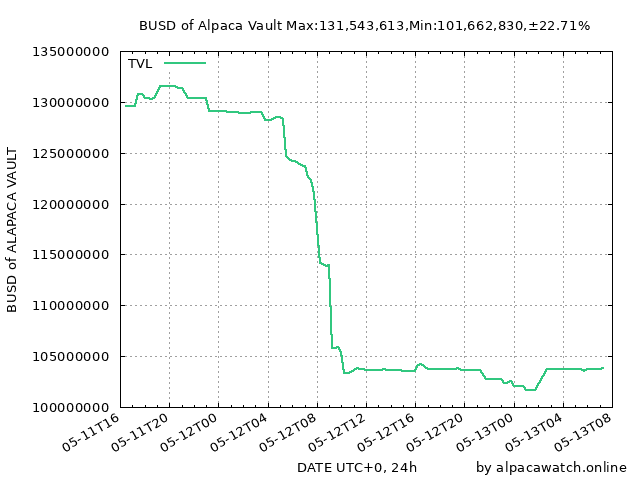 BUSD of Alpaca Vault Max:131,543,613,Min:101,662,830,±22.71%
TVL
BUSD of ALAPACA VAULT
135000000
130000000
125000000
120000000
115000000
110000000
105000000
100000000
05-11T16
05-11T20
05-12T00
05-12T04
05-12T08
05-12T12
05-12T16
05-12T20
05-13T00
05-13T04
05-13T08
DATE UTC+0, 24h
by alpacawatch.online